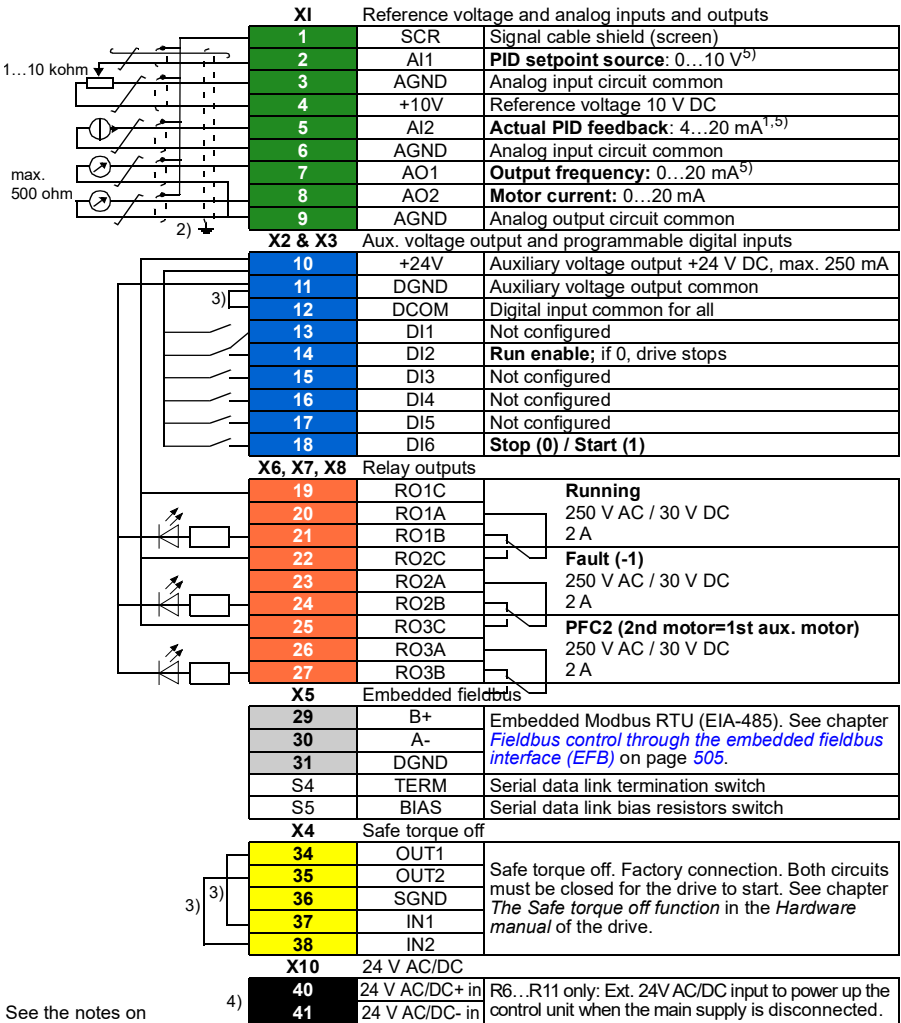 XI Reference voltage and analog inputs and outputs
1 SCR Signal cable shield (screen)
2 AI1 PID setpoint source: 0…10 V5)
1…10 kohm
3 AGND Analog input circuit common
4 +10V Reference voltage 10 V DC
5 AI2 Actual PID feedback: 4…20 mA1,5)
6 AGND Analog input circuit common
max.
500 ohm
7 AO1 Output frequency: 0…20 mA5)
8 AO2 Motor current: 0…20 mA
9 AGND Analog output circuit common
2)
X2 & X3 Aux. voltage output and programmable digital inputs
10 +24V Auxiliary voltage output +24 V DC, max. 250 mA
11 DGND Auxiliary voltage output common
3)
12 DCOM Digital input common for all
13 DI1 Not configured
14 DI2 Run enable; if 0, drive stops
15 DI3 Not configured
16 DI4 Not configured
17 DI5 Not configured
18 DI6 Stop (0) / Start (1)
X6, X7, X8 Relay outputs
19 RO1C Running
20 RO1A 250 V AC / 30 V DC
21 RO1B 2 A
22 RO2C Fault (-1)
23 RO2A 250 V AC / 30 V DC
24 RO2B 2 A
25 RO3C PFC2 (2nd motor=1st aux. motor)
26 RO3A 250 V AC / 30 V DC
27 RO3B 2 A
X5 Embedded fieldbus
29 B+
30 A-
31 DGND
Embedded Modbus RTU (EIA-485). See chapter
Fieldbus control through the embedded fieldbus
interface (EFB) on page 505.
S4 TERM Serial data link termination switch
S5 BIAS Serial data link bias resistors switch
X4 Safe torque off
34 OUT1
35 OUT2
36 SGND
37 IN1
38 IN2
3)
3)
Safe torque off. Factory connection. Both circuits
must be closed for the drive to start. See chapter
The Safe torque off function in the Hardware
manual of the drive.
X10 24 V AC/DC
4)
40 24 V AC/DC+ in
41 24 V AC/DC- in
R6…R11 only: Ext. 24V AC/DC input to power up the
control unit when the main supply is disconnected.
See the notes on